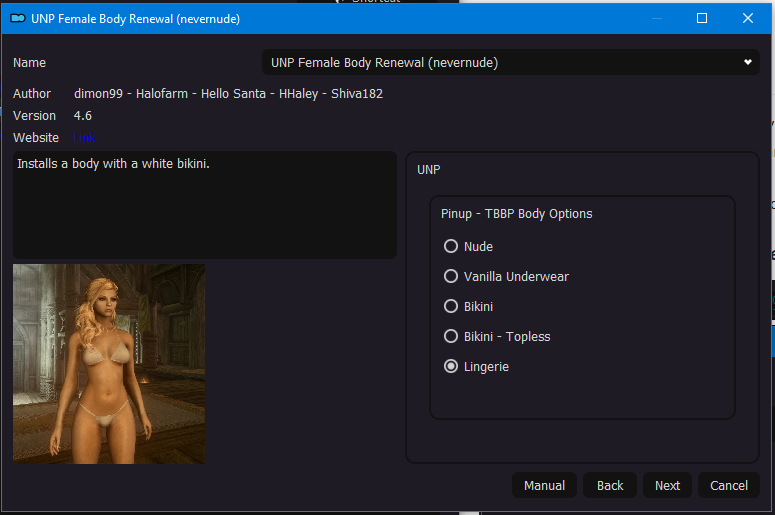 Shortcut
UNP Female Body Renewal (nevernude)
Name
UNP Female Body Renewal (nevernude)
Author dimon99 - Halofarm - Hello Santa - HHaley - Shiva182
Version 4.6
Website Link
Installs a body with a white bikini.
UNP
Pinup - TBBP Body Options
Nude
Vanilla Underwear
Bikini
Bikini - Topless
Lingerie
Manual Back Next Cancel